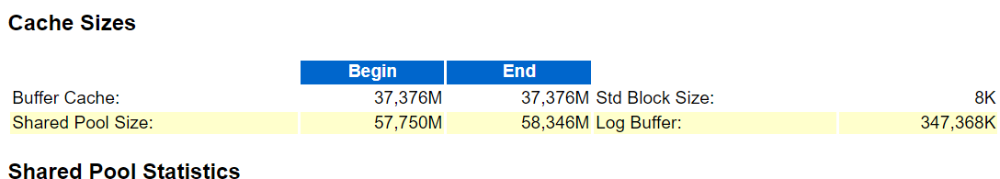 Cache Sizes
Begin End
Buffer Cache: 37,376M 37,376M Std Block Size: 8K
Shared Pool Size: 57,750M 58,346M Log Buffer: 347,368K
Shared Pool Statistics